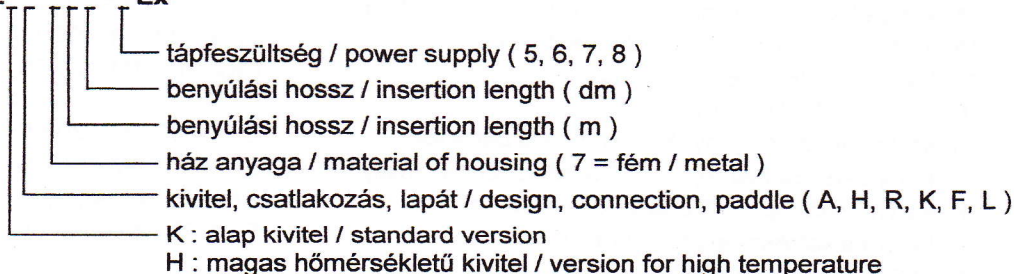 Ex
tápfeszültség / power supply ( 5, 6, 7, 8 )
benyúlási hossz / insertion length ( dm )
benyúlási hossz / insertion length ( m )
ház anyaga / material of housing ( 7 = fém / metal )
kivitel, csatlakozás, lapát / design, connection, paddle ( A, H, R, K, F, L )
K : alap kivitel / standard version
H : magas hőmérsékletű kivitel / version for high temperature